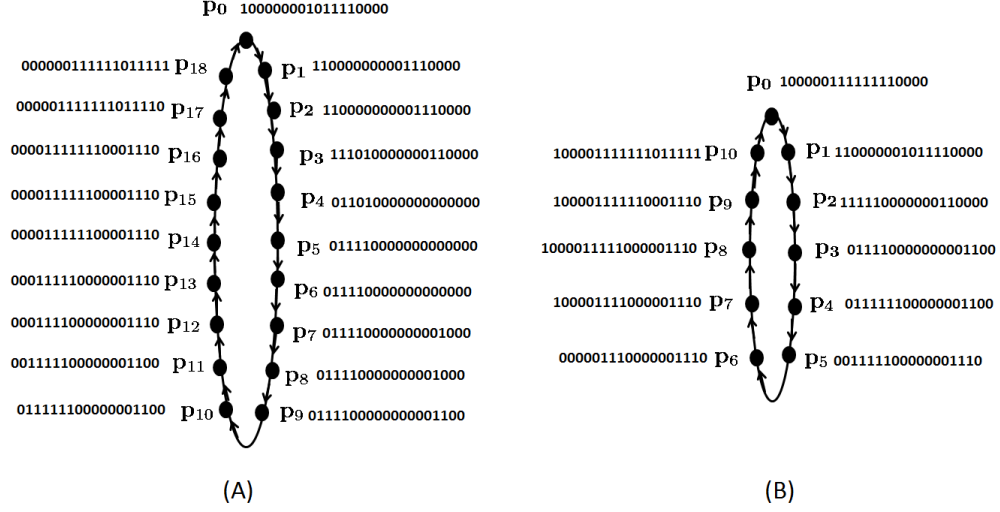 p0 100000001011110000
p1 110000000001110000
p2 110000000001110000
p3 111010000000110000
p4 011010000000000000
p5 011110000000000000
p6 011110000000000000
p7 011110000000001000
p8 011110000000001000
p9 011110000000001100
011111100000001100 p10
001111100000001100 p11
000111100000001110 p12
000111110000001110 p13
000011111100001110 p14
000011111100001110 p15
000011111110001110 p16
000001111111011110 p17
000000111111011111 p18
(A)
p0 100000111111110000
p1 110000001011110000
p2 111110000000110000
p3 011110000000001100
p4 011111100000001100
p5 001111100000001110
000001110000001110 p6
100001111000001110 p7
1000011111000001110 p8
100001111110001110 p9
100001111111011111 p10
(B)